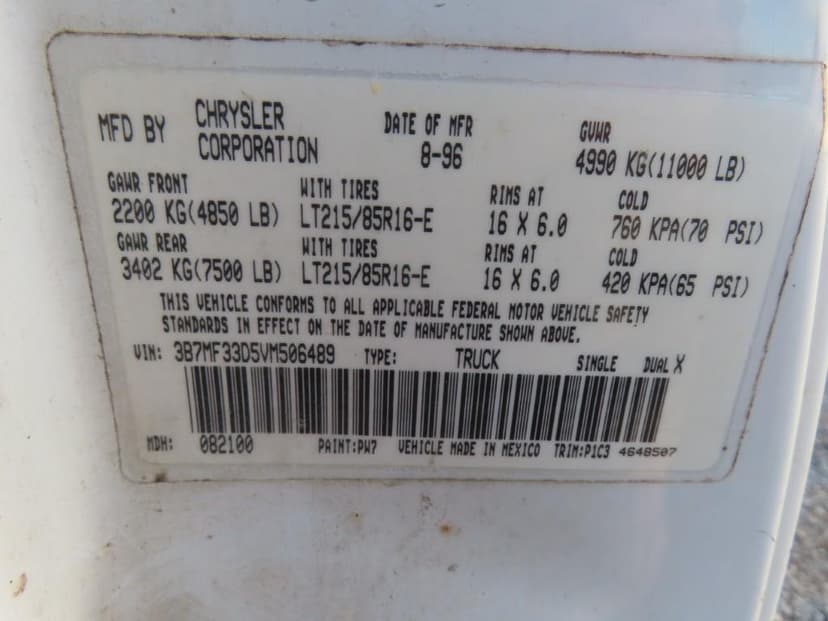 MFD BY CHRYSLER CORPORATION DATE OF MFR 8-96 GVWR 4990 KG(11000 LB)
GAWR FRONT WITH TIRES RIMS AT COLD
2200 KG(4850 LB) LT215/85R16-E 16 X 6.0 760 KPA(70 PSI)
GAWR REAR WITH TIRES RIMS AT COLD
3402 KG(7500 LB) LT215/85R16-E 16 X 6.0 420 KPA(65 PSI)
THIS VEHICLE CONFORMS TO ALL APPLICABLE FEDERAL MOTOR VEHICLE SAFETY
STANDARDS IN EFFECT ON THE DATE OF MANUFACTURE SHOWN ABOVE.
VIN: 3B7MF33D5VM506489 TYPE: TRUCK SINGLE DUAL X
MDH: 082100 PAINT:PW7 VEHICLE MADE IN MEXICO TRIM:P1C3 4648507